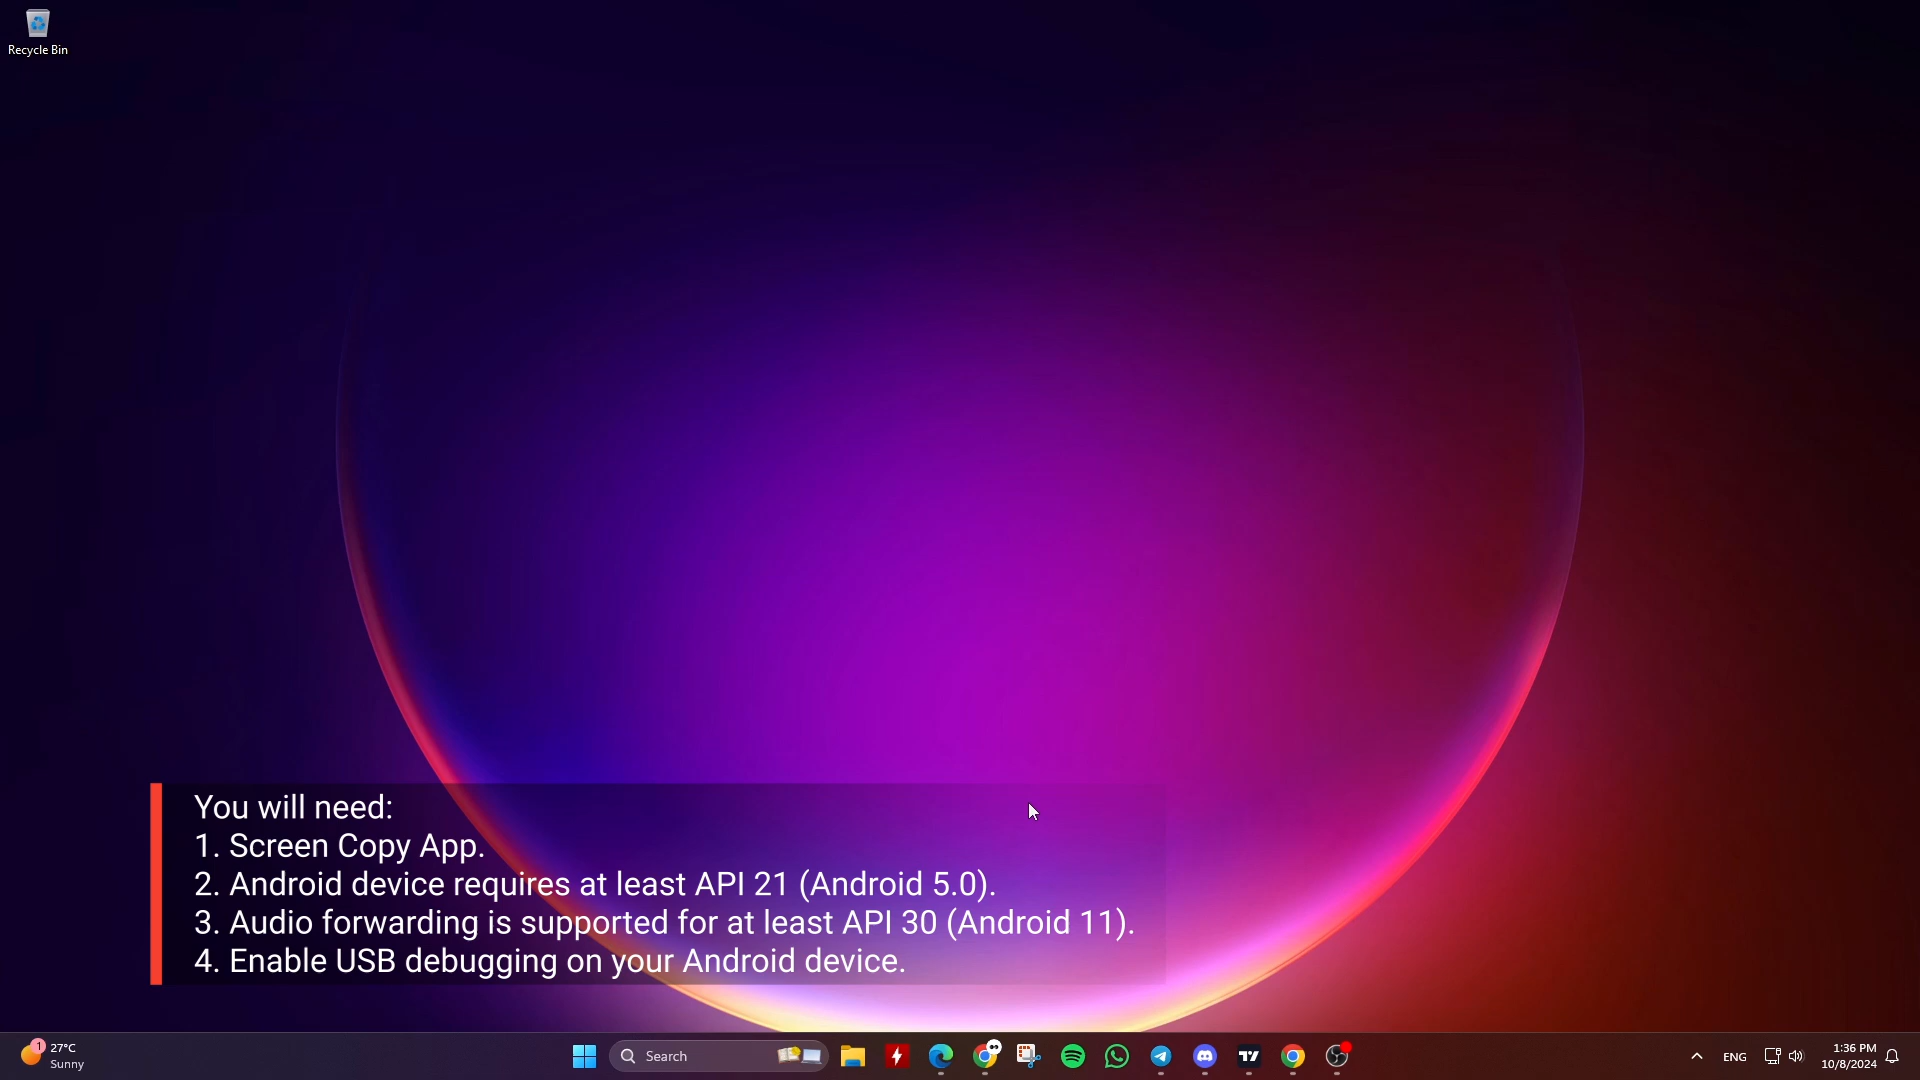 Recycle Bin
You will need:
1. Screen Copy App.
2. Android device requires at least API 21 (Android 5.0).
3. Audio forwarding is supported for at least API 30 (Android 11).
4. Enable USB debugging on your Android device.
1
27°C
Sunny
Search
ENG
1:36 PM
10/8/2024